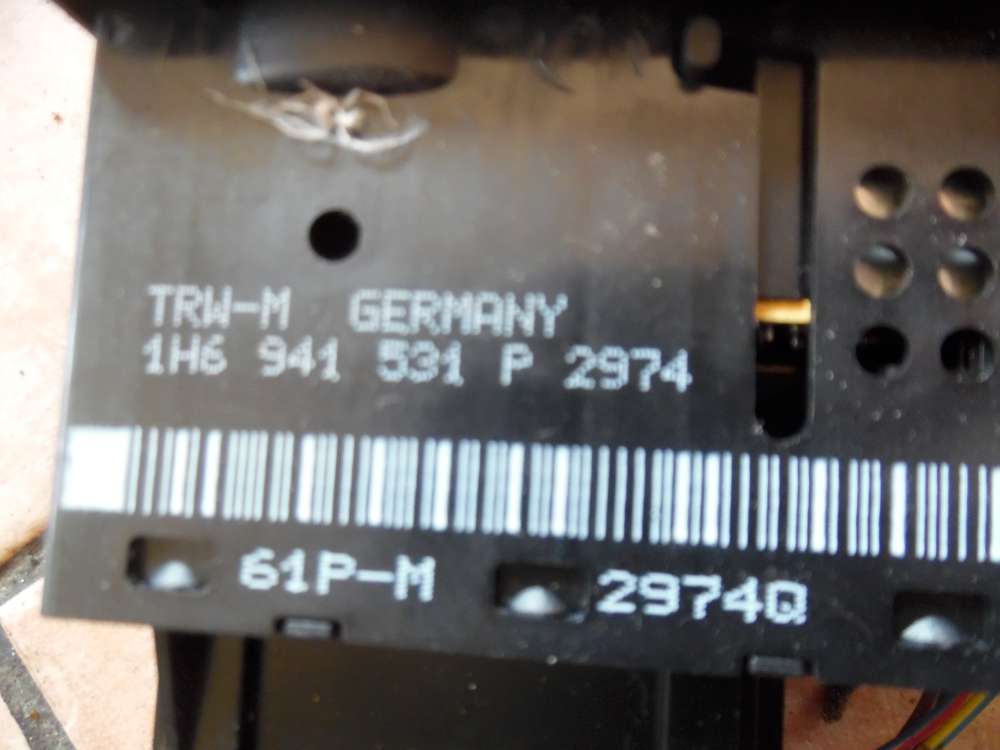 TRW-M GERMANY
1H6 941 531 P 2974
61P-M 2974Q